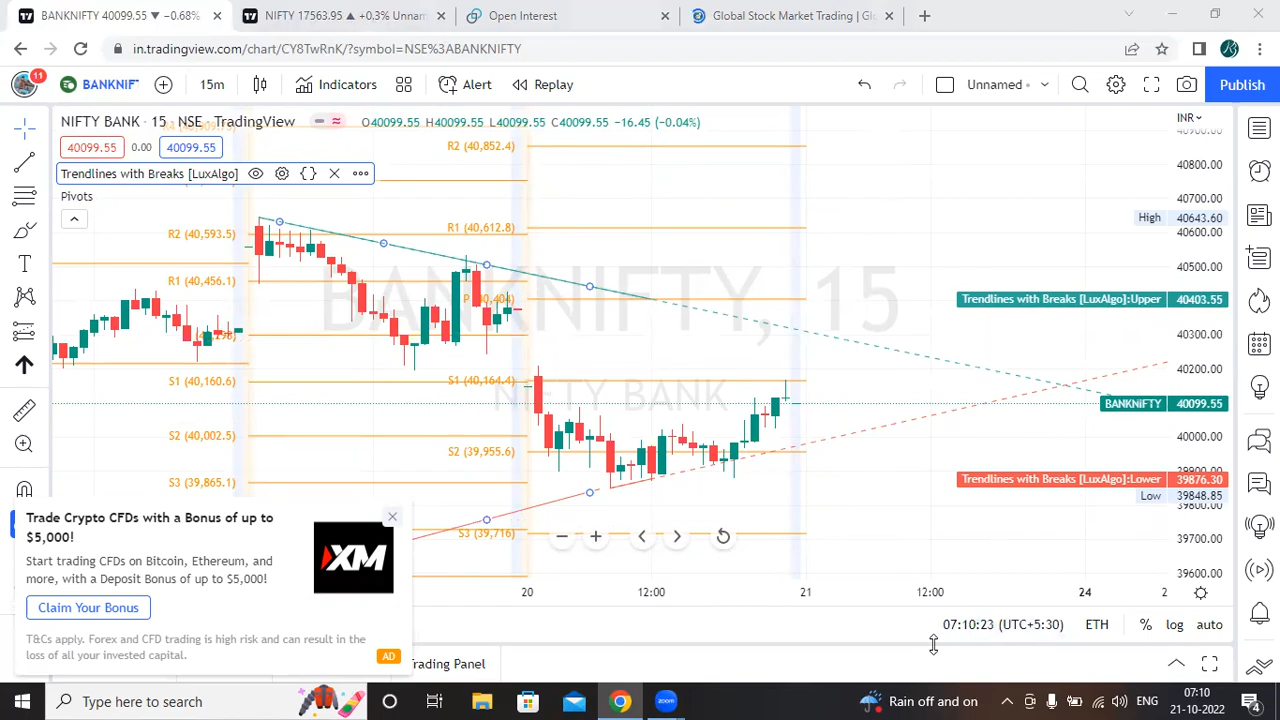 BANKNIFTY 40099.55 ▼ −0.68%
NIFTY 17563.95 ▲ +0.3% Unnam
Open Interest
Global Stock Market Trading | Gl
in.tradingview.com/chart/CY8TwRnK/?symbol=NSE%3ABANKNIFTY
11
BANKNIFT
15m
Indicators
Alert
Replay
Unnamed
Publish
NIFTY BANK · 15 · NSE · TradingView
O40099.55 H40099.55 L40099.55 C40099.55 −16.45 (−0.04%)
INR
40099.55
0.00
40099.55
Trendlines with Breaks [LuxAlgo]
Pivots
BANKNIFTY, 15
NIFTY BANK
R2 (40,593.5)
R1 (40,456.1)
S1 (40,160.6)
S2 (40,002.5)
S3 (39,865.1)
R2 (40,852.4)
R1 (40,612.8)
S1 (40,164.4)
S2 (39,955.6)
S3 (39,716)
40800.00
40700.00
High 40643.60
40600.00
40500.00
Trendlines with Breaks [LuxAlgo]:Upper 40403.55
40300.00
40200.00
BANKNIFTY 40099.55
40000.00
Trendlines with Breaks [LuxAlgo]:Lower 39876.30
Low 39848.85
39700.00
39600.00
20
12:00
21
12:00
24
2
Trade Crypto CFDs with a Bonus of up to
$5,000!
Start trading CFDs on Bitcoin, Ethereum, and
more, with a Deposit Bonus of up to $5,000!
XM
Claim Your Bonus
T&Cs apply. Forex and CFD trading is high risk and can result in the
loss of all your invested capital.
AD
07:10:23 (UTC+5:30)
ETH
%
log
auto
Trading Panel
Type here to search
zoom
Rain off and on
ENG
07:10
21-10-2022
4